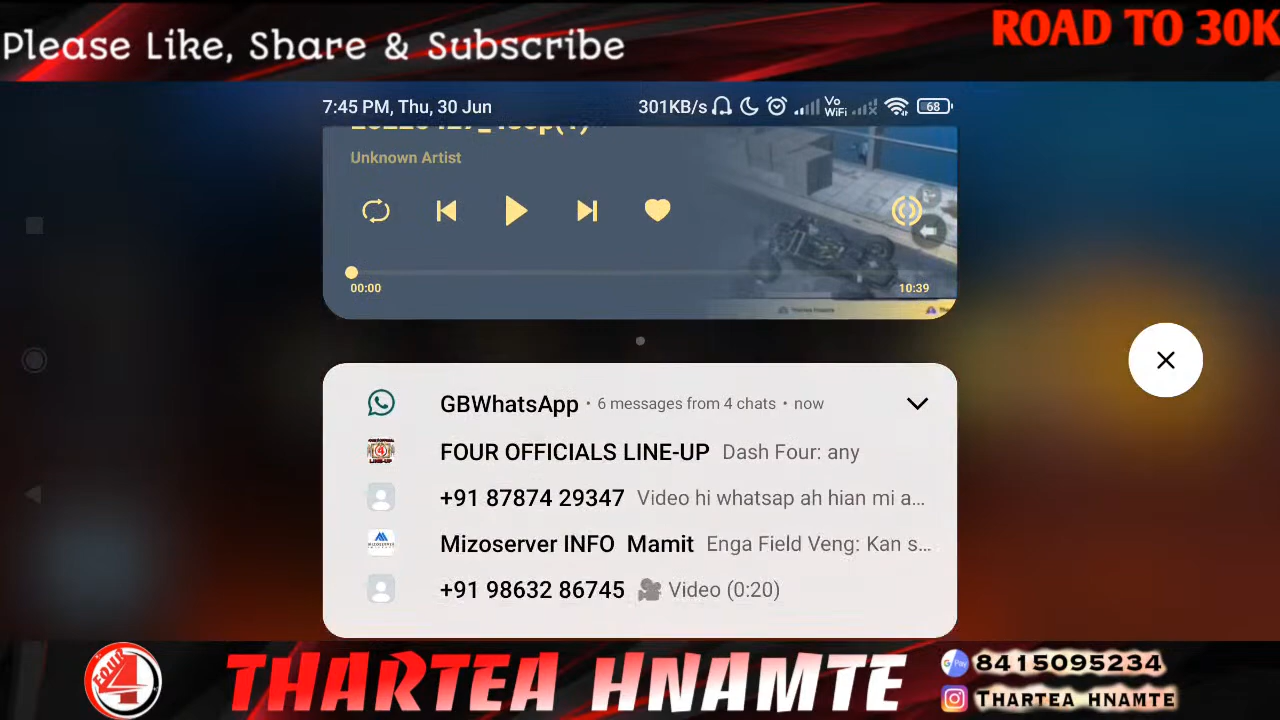 Please Like, Share & Subscribe
ROAD TO 30K
7:45 PM, Thu, 30 Jun
301KB/s
Vo WiFi
68
Unknown Artist
00:00
10:39
GBWhatsApp • 6 messages from 4 chats • now
FOUR OFFICIALS LINE-UP Dash Four: any
+91 87874 29347 Video hi whatsap ah hian mi a...
Mizoserver INFO Mamit Enga Field Veng: Kan s...
+91 98632 86745 Video (0:20)
FOUR 4
THARTEA HNAMTE
G Pay 8415095234
THARTEA HNAMTE